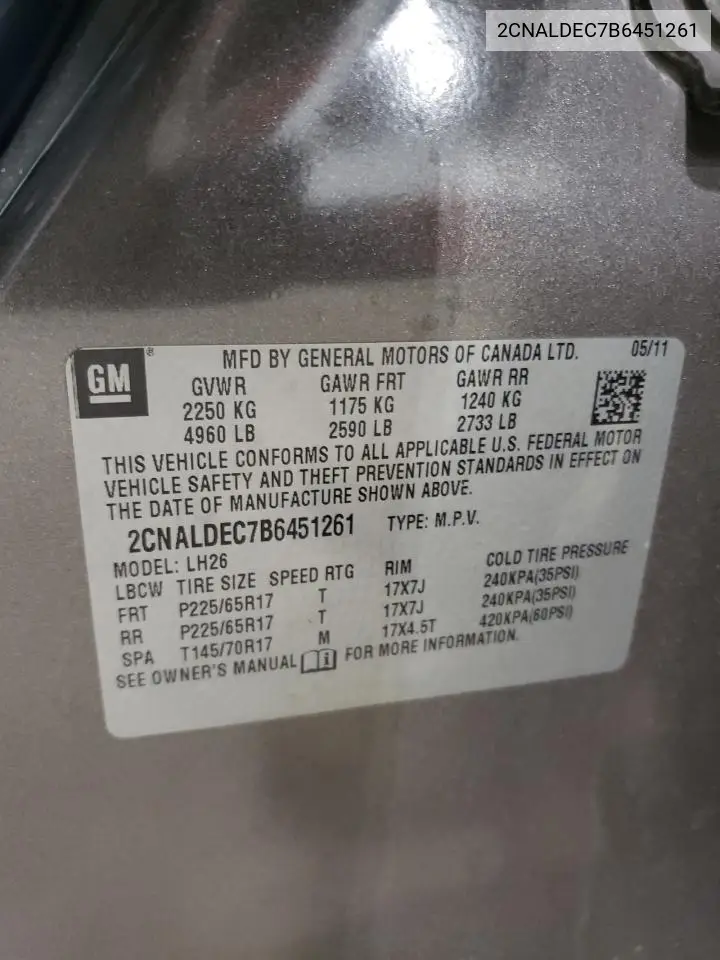 2CNALDEC7B6451261
GM ® MFD BY GENERAL MOTORS OF CANADA LTD. 05/11
GVWR GAWR FRT GAWR RR
2250 KG 1175 KG 1240 KG
4960 LB 2590 LB 2733 LB
THIS VEHICLE CONFORMS TO ALL APPLICABLE U.S. FEDERAL MOTOR
VEHICLE SAFETY AND THEFT PREVENTION STANDARDS IN EFFECT ON
THE DATE OF MANUFACTURE SHOWN ABOVE.
2CNALDEC7B6451261 TYPE: M.P.V.
MODEL: LH26
LBCW TIRE SIZE SPEED RTG RIM COLD TIRE PRESSURE
FRT P225/65R17 T 17X7J 240KPA(35PSI)
RR P225/65R17 T 17X7J 240KPA(35PSI)
SPA T145/70R17 M 17X4.5T 420KPA(60PSI)
SEE OWNER'S MANUAL i FOR MORE INFORMATION.